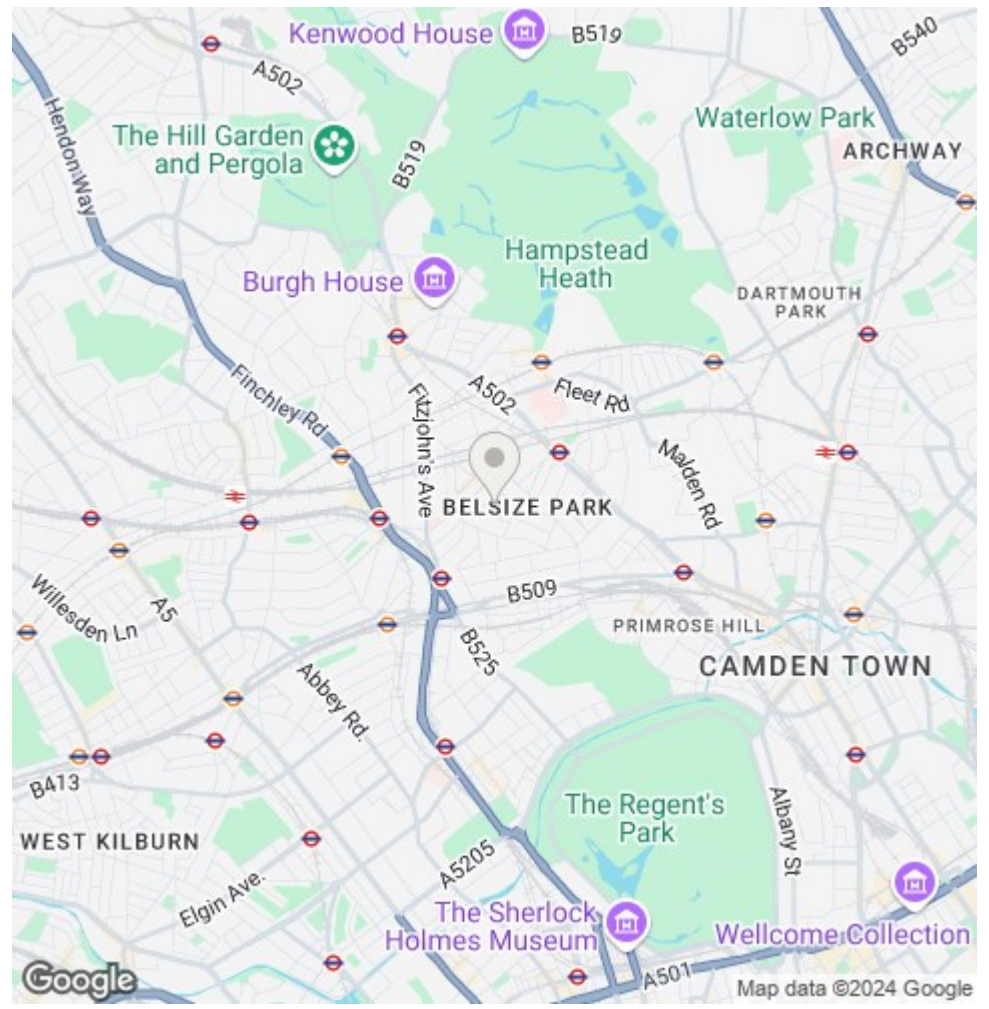 Kenwood House
B519
B540
A502
Waterlow Park
The Hill Garden
and Pergola
B519
ARCHWAY
Hendon Way
Hampstead
Heath
Burgh House
DARTMOUTH
PARK
Finchley Rd
A502
Fleet Rd
Fitzjohn's Ave
Malden Rd
BELSIZE PARK
Willesden Ln
A5
B509
B525
PRIMROSE HILL
CAMDEN TOWN
Abbey Rd.
B413
The Regent's
Park
Albany St
WEST KILBURN
A5205
Elgin Ave.
The Sherlock
Holmes Museum
Wellcome Collection
A501
Google
Map data ©2024 Google